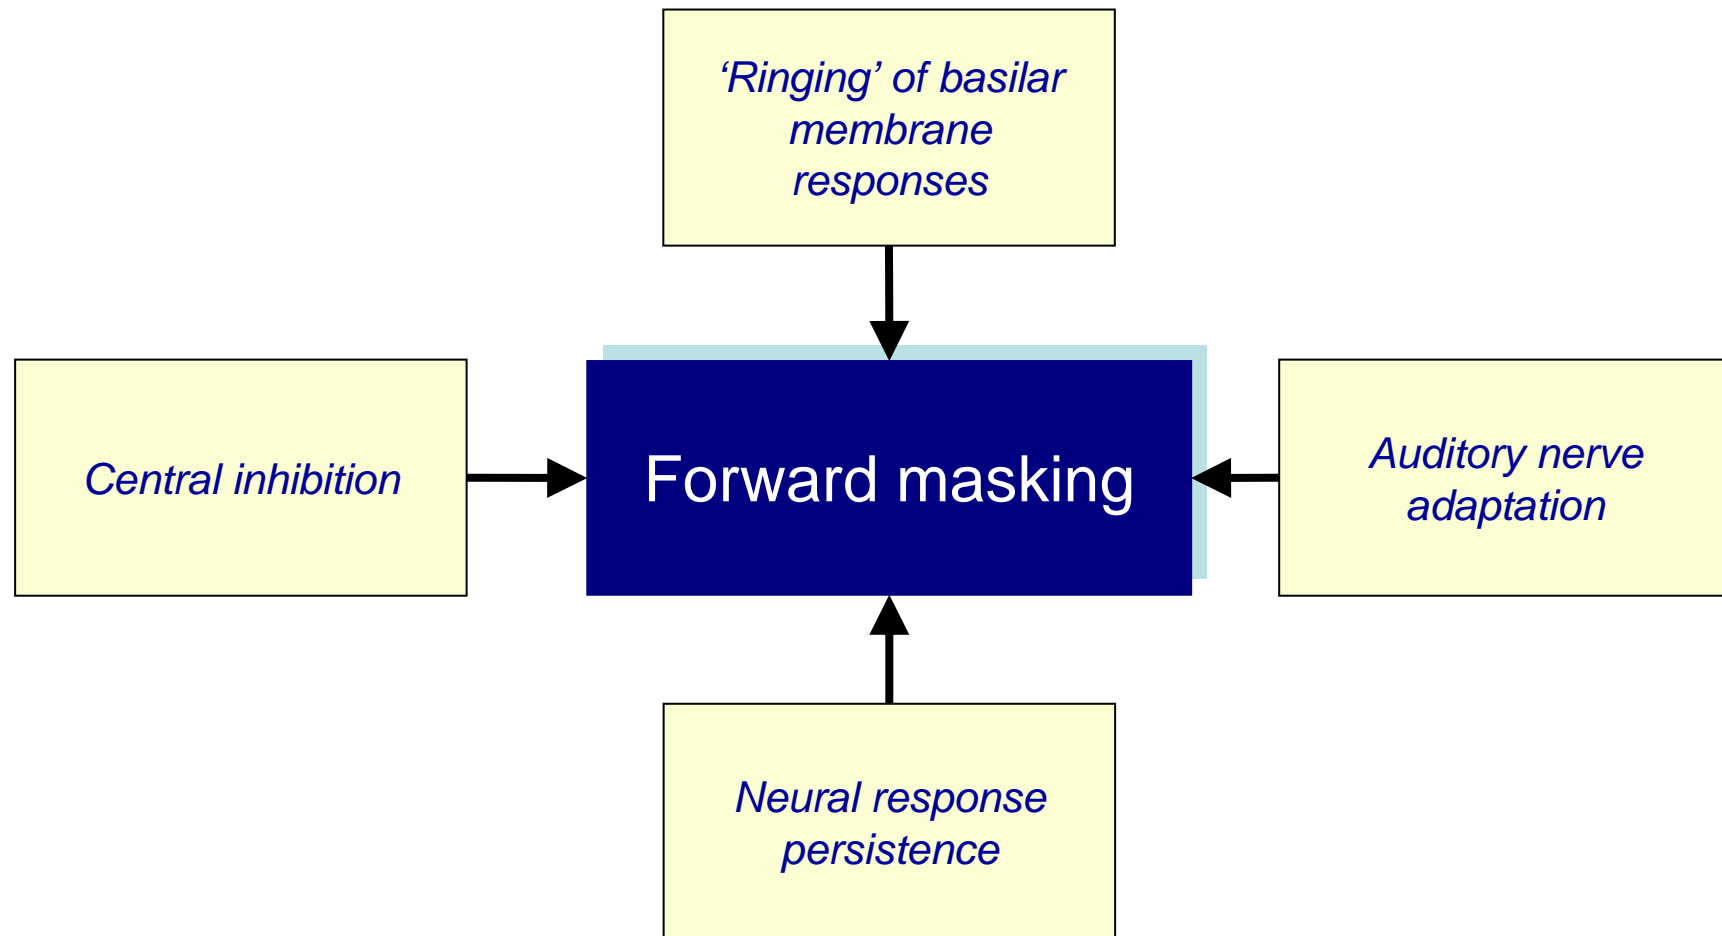 ‘Ringing’ of basilar
membrane
responses
Central inhibition
Forward masking
Auditory nerve
adaptation
Neural response
persistence